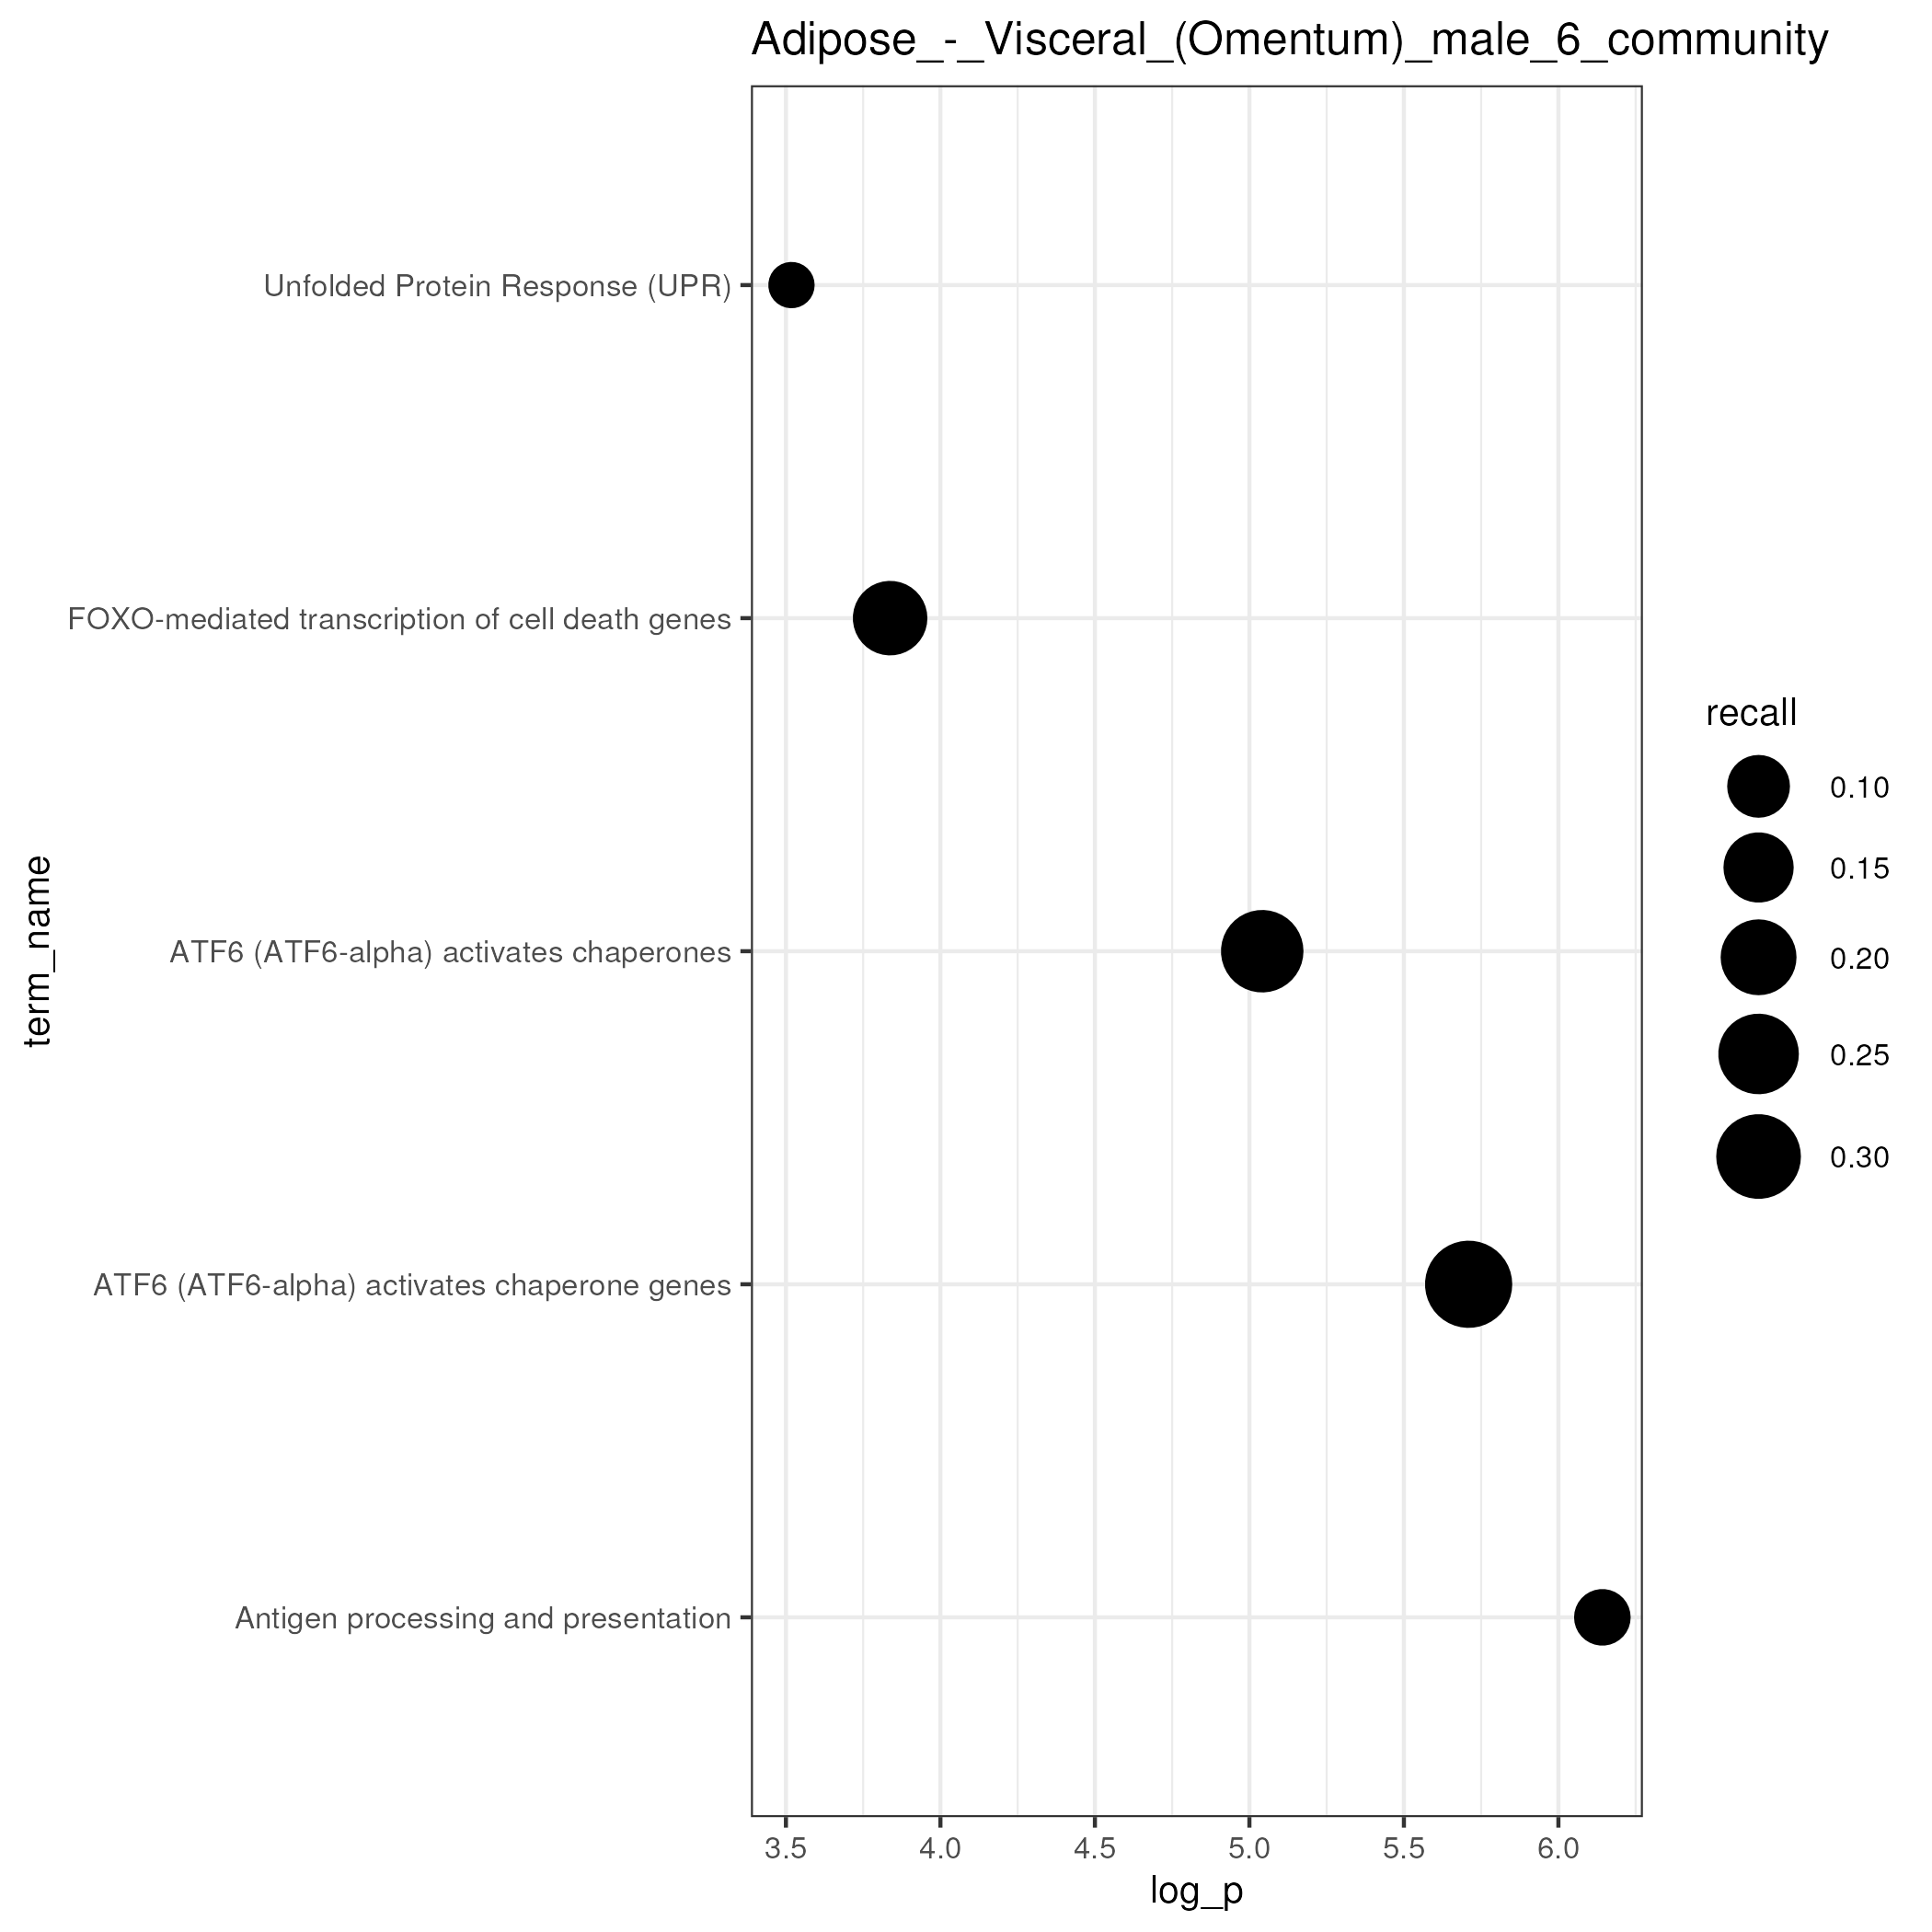 Adipose_-_Visceral_(Omentum)_male_6_community
term_name
Unfolded Protein Response (UPR)
FOXO-mediated transcription of cell death genes
ATF6 (ATF6-alpha) activates chaperones
ATF6 (ATF6-alpha) activates chaperone genes
Antigen processing and presentation
3.5 4.0 4.5 5.0 5.5 6.0
log_p
recall
0.10
0.15
0.20
0.25
0.30